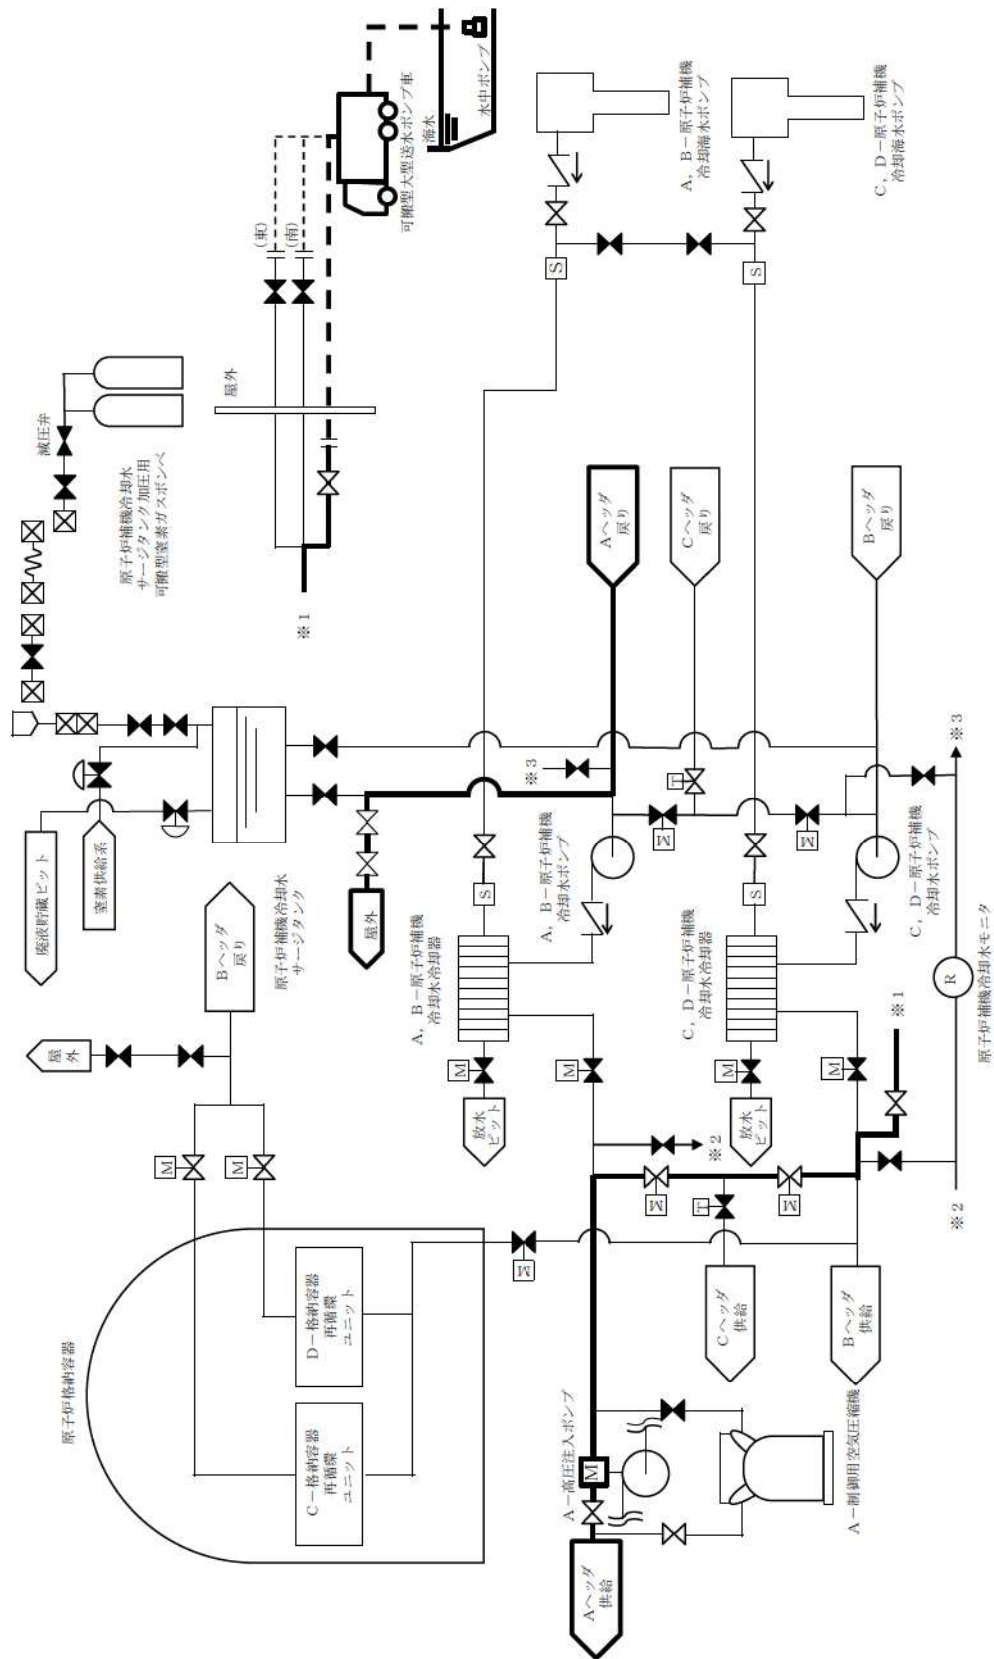 原子炉格納容器
C－格納容器
再循環
ユニット
D－格納容器
再循環
ユニット
M
M
屋外
Bヘッダ
戻り
廃液貯蔵ピット
窒素供給系
原子炉補機冷却水
サージタンク
原子炉補機冷却水
サージタンク加圧用
可搬型窒素ガスボンベ
減圧弁
屋外
(東)
(南)
※1
可搬型大型送水ポンプ車
海水
水中ポンプ
M
放水
ピット
M
A，B－原子炉補機
冷却水冷却器
S
屋外
※3
S
A，B－原子炉補機
冷却海水ポンプ
Aヘッダ
供給
M
A－高圧注入ポンプ
M
※2
M
A，B－原子炉補機
冷却水ポンプ
M
T
Aヘッダ
戻り
Cヘッダ
戻り
Cヘッダ
供給
T
M
放水
ピット
M
C，D－原子炉補機
冷却水冷却器
S
M
S
C，D－原子炉補機
冷却海水ポンプ
A－制御用空気圧縮機
Bヘッダ
供給
M
※1
C，D－原子炉補機
冷却水ポンプ
Bヘッダ
戻り
※2
R
原子炉補機冷却水モニタ
※3